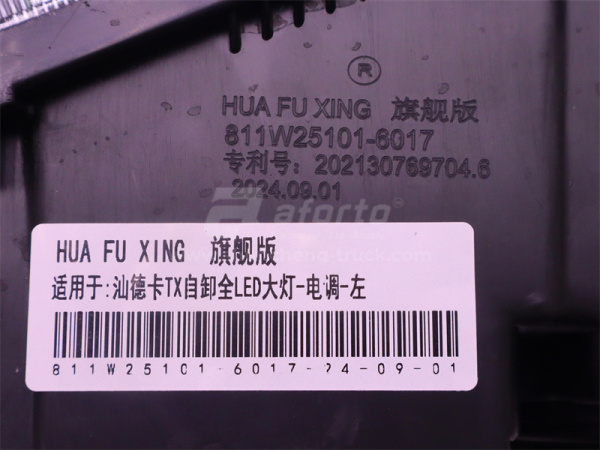 ®
HUA FU XING 旗舰版
811W25101-6017
专利号: 202130769704.6
2024.09.01
aforto
HUA FU XING 旗舰版
适用于:汕德卡TX自卸全LED大灯-电调-左
811W25101-6017-24-09-01